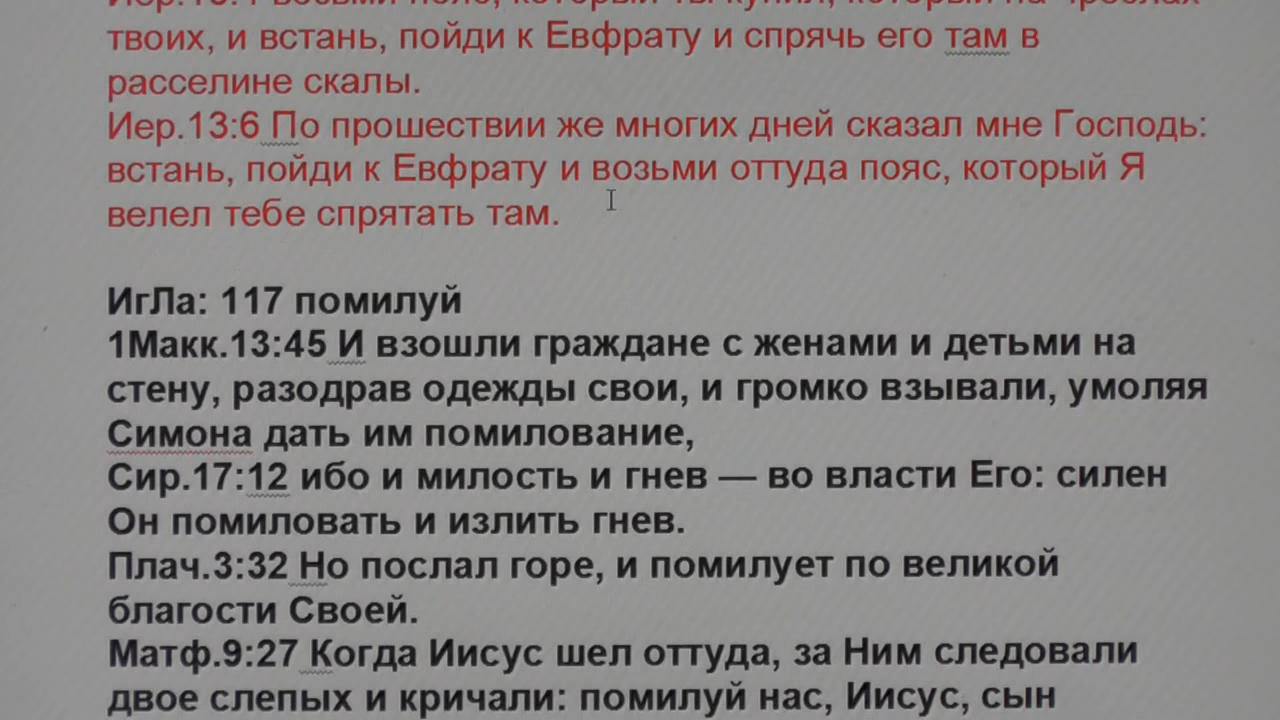 твоих, и встань, пойди к Евфрату и спрячь его там в
расселине скалы.
Иер.13:6 По прошествии же многих дней сказал мне Господь:
встань, пойди к Евфрату и возьми оттуда пояс, который Я
велел тебе спрятать там.
ИгЛа: 117 помилуй
1Макк.13:45 И взошли граждане с женами и детьми на
стену, разодрав одежды свои, и громко взывали, умоляя
Симона дать им помилование,
Сир.17:12 ибо и милость и гнев — во власти Его: силен
Он помиловать и излить гнев.
Плач.3:32 Но послал горе, и помилует по великой
благости Своей.
Матф.9:27 Когда Иисус шел оттуда, за Ним следовали
двое слепых и кричали: помилуй нас, Иисус, сын